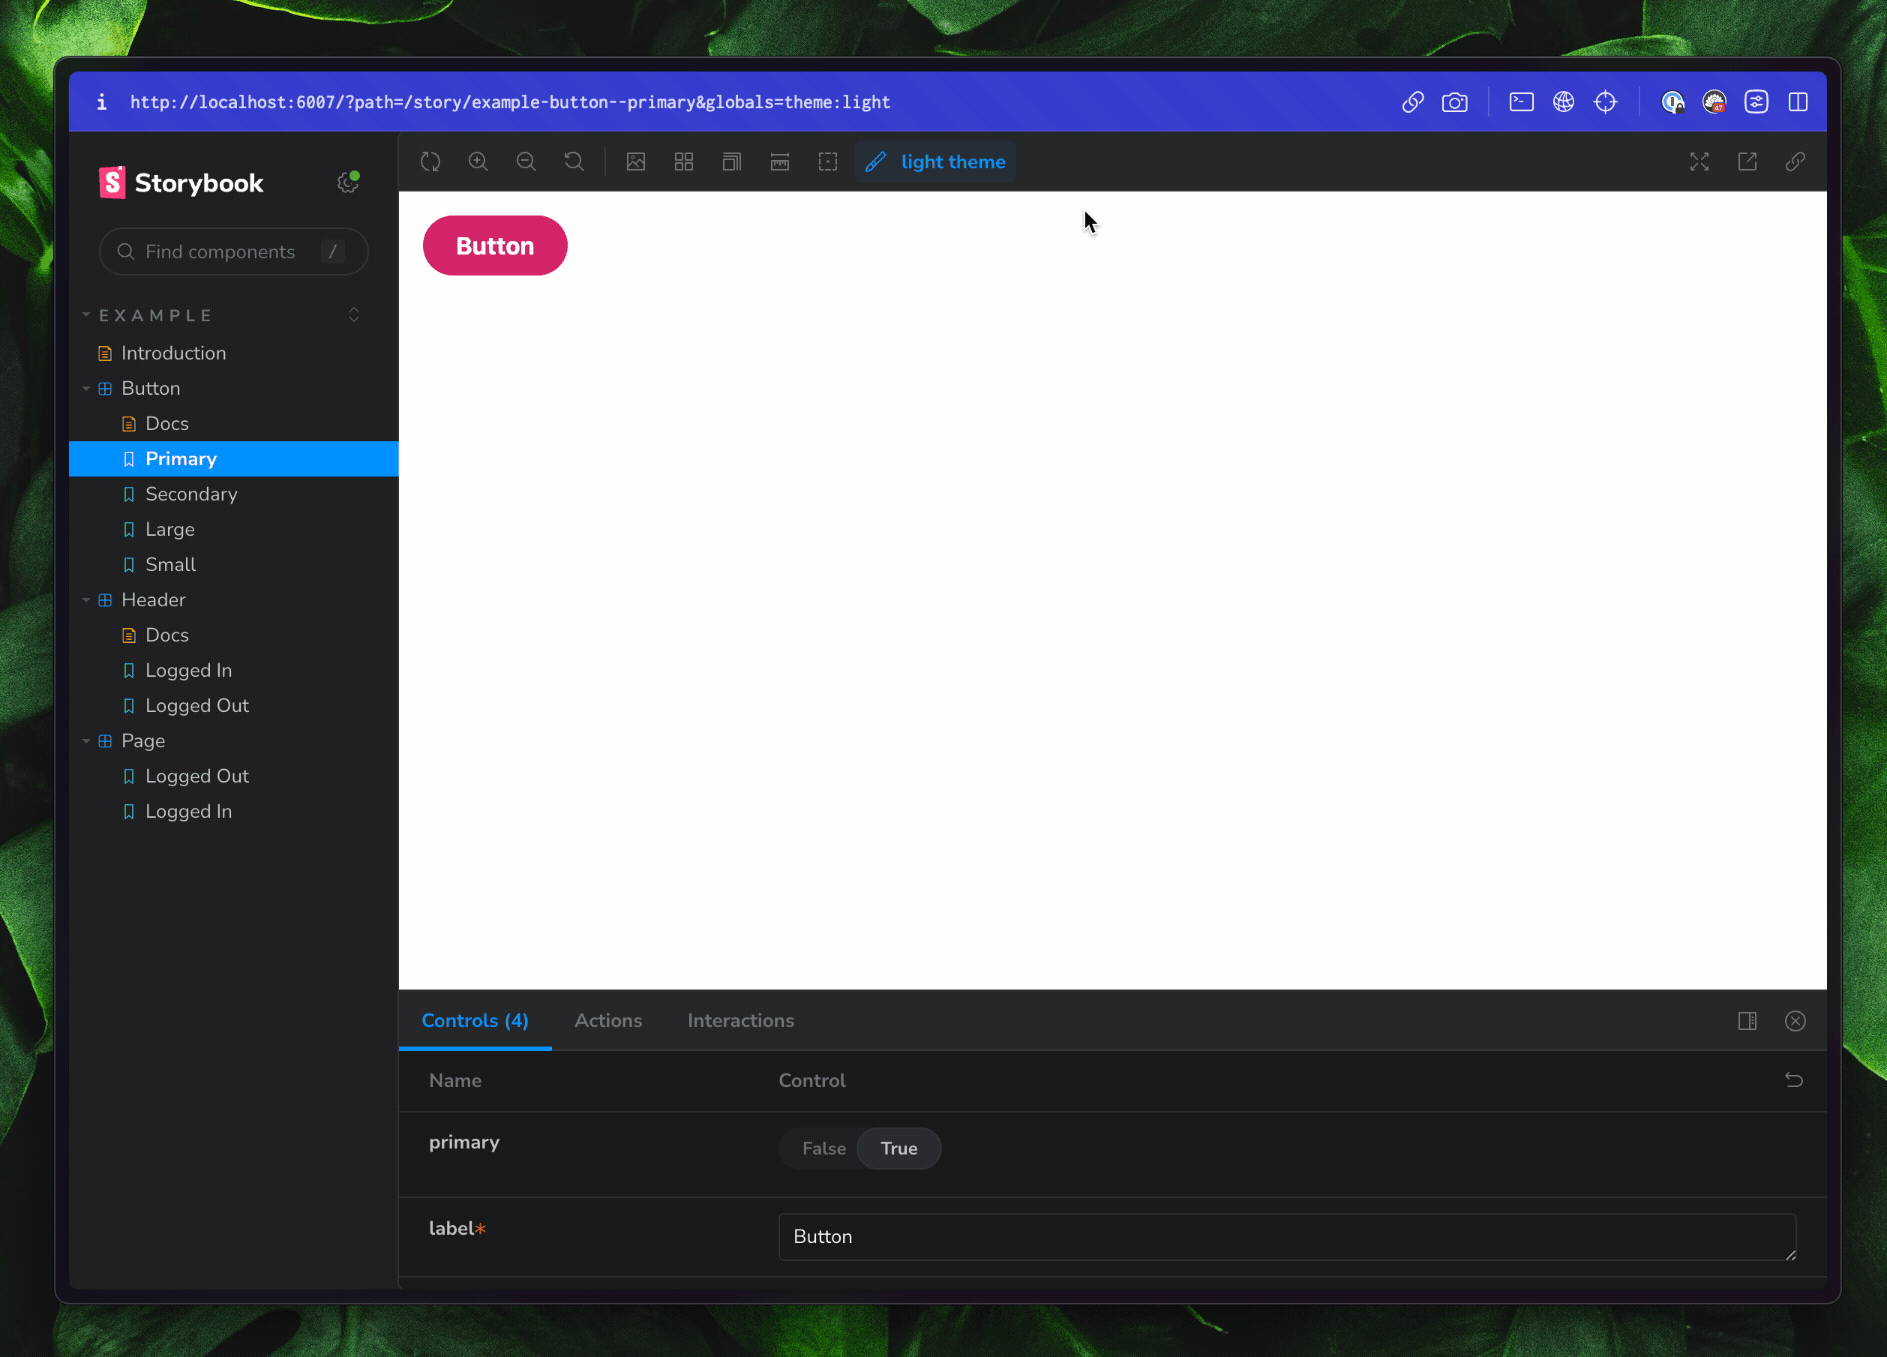 i http://localhost:6007/?path=/story/example-button--primary&globals=theme:light
47
S Storybook
light theme
Find components /
Button
EXAMPLE
Introduction
Button
Docs
Primary
Secondary
Large
Small
Header
Docs
Logged In
Logged Out
Page
Logged Out
Logged In
Controls (4) Actions Interactions
Name Control
primary False True
label* Button